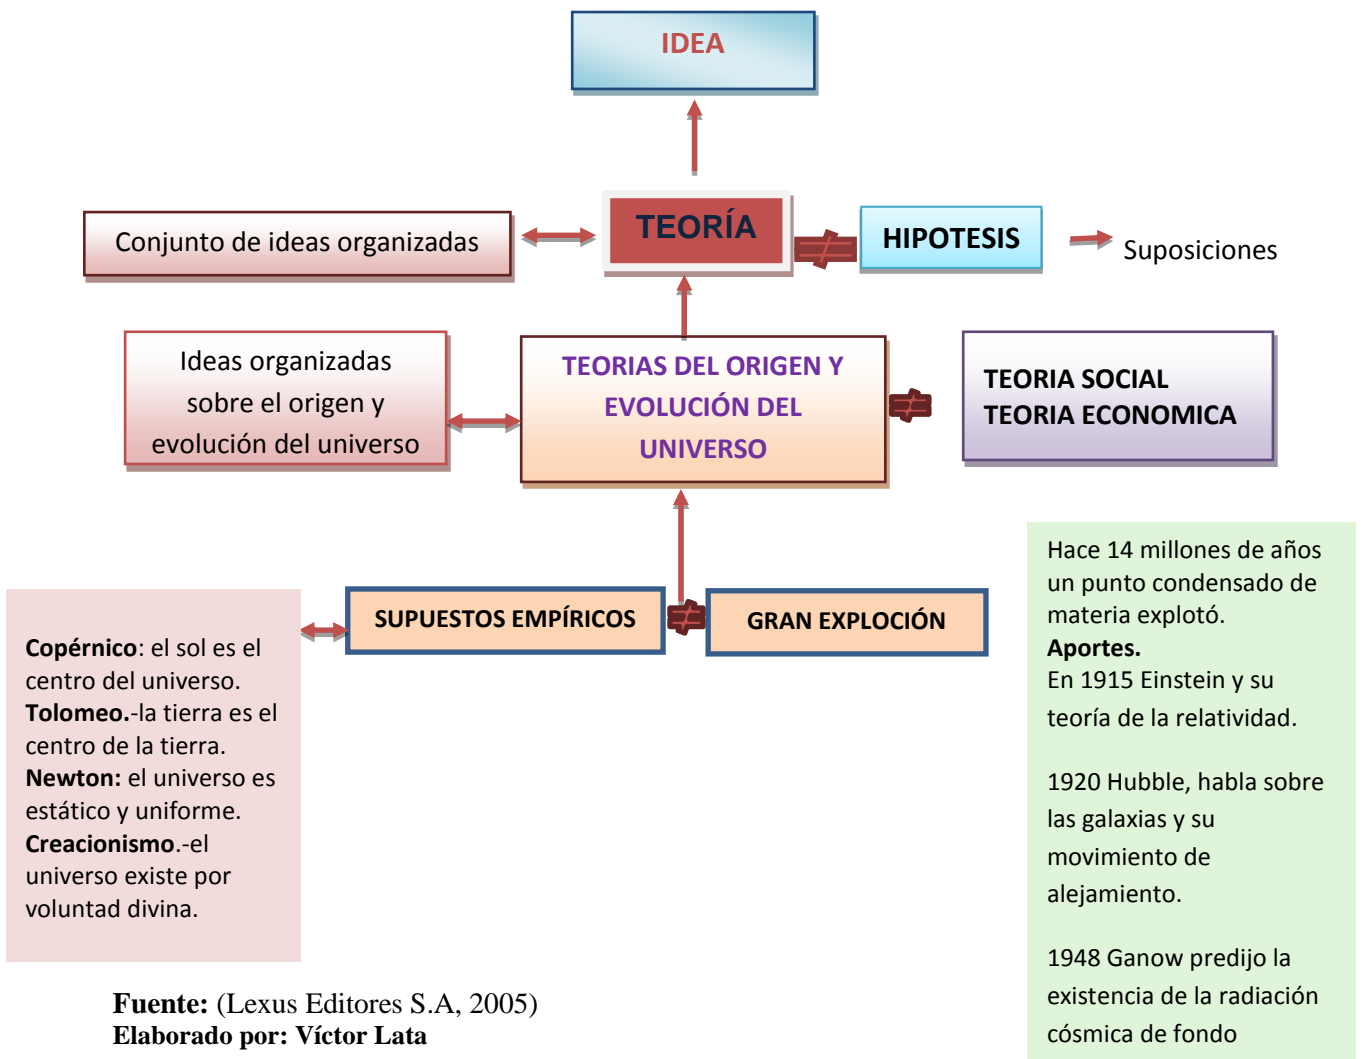 IDEA
TEORÍA
Conjunto de ideas organizadas
≠
HIPOTESIS
Suposiciones
Ideas organizadas
sobre el origen y
evolución del universo
TEORIAS DEL ORIGEN Y
EVOLUCIÓN DEL
UNIVERSO
≠
TEORIA SOCIAL
TEORIA ECONOMICA
SUPUESTOS EMPÍRICOS
≠
GRAN EXPLOCIÓN
Copérnico: el sol es el
centro del universo.
Tolomeo.-la tierra es el
centro de la tierra.
Newton: el universo es
estático y uniforme.
Creacionismo.-el
universo existe por
voluntad divina.
Hace 14 millones de años
un punto condensado de
materia explotó.
Aportes.
En 1915 Einstein y su
teoría de la relatividad.
1920 Hubble, habla sobre
las galaxias y su
movimiento de
alejamiento.
1948 Ganow predijo la
existencia de la radiación
cósmica de fondo
Fuente: (Lexus Editores S.A, 2005)
Elaborado por: Víctor Lata